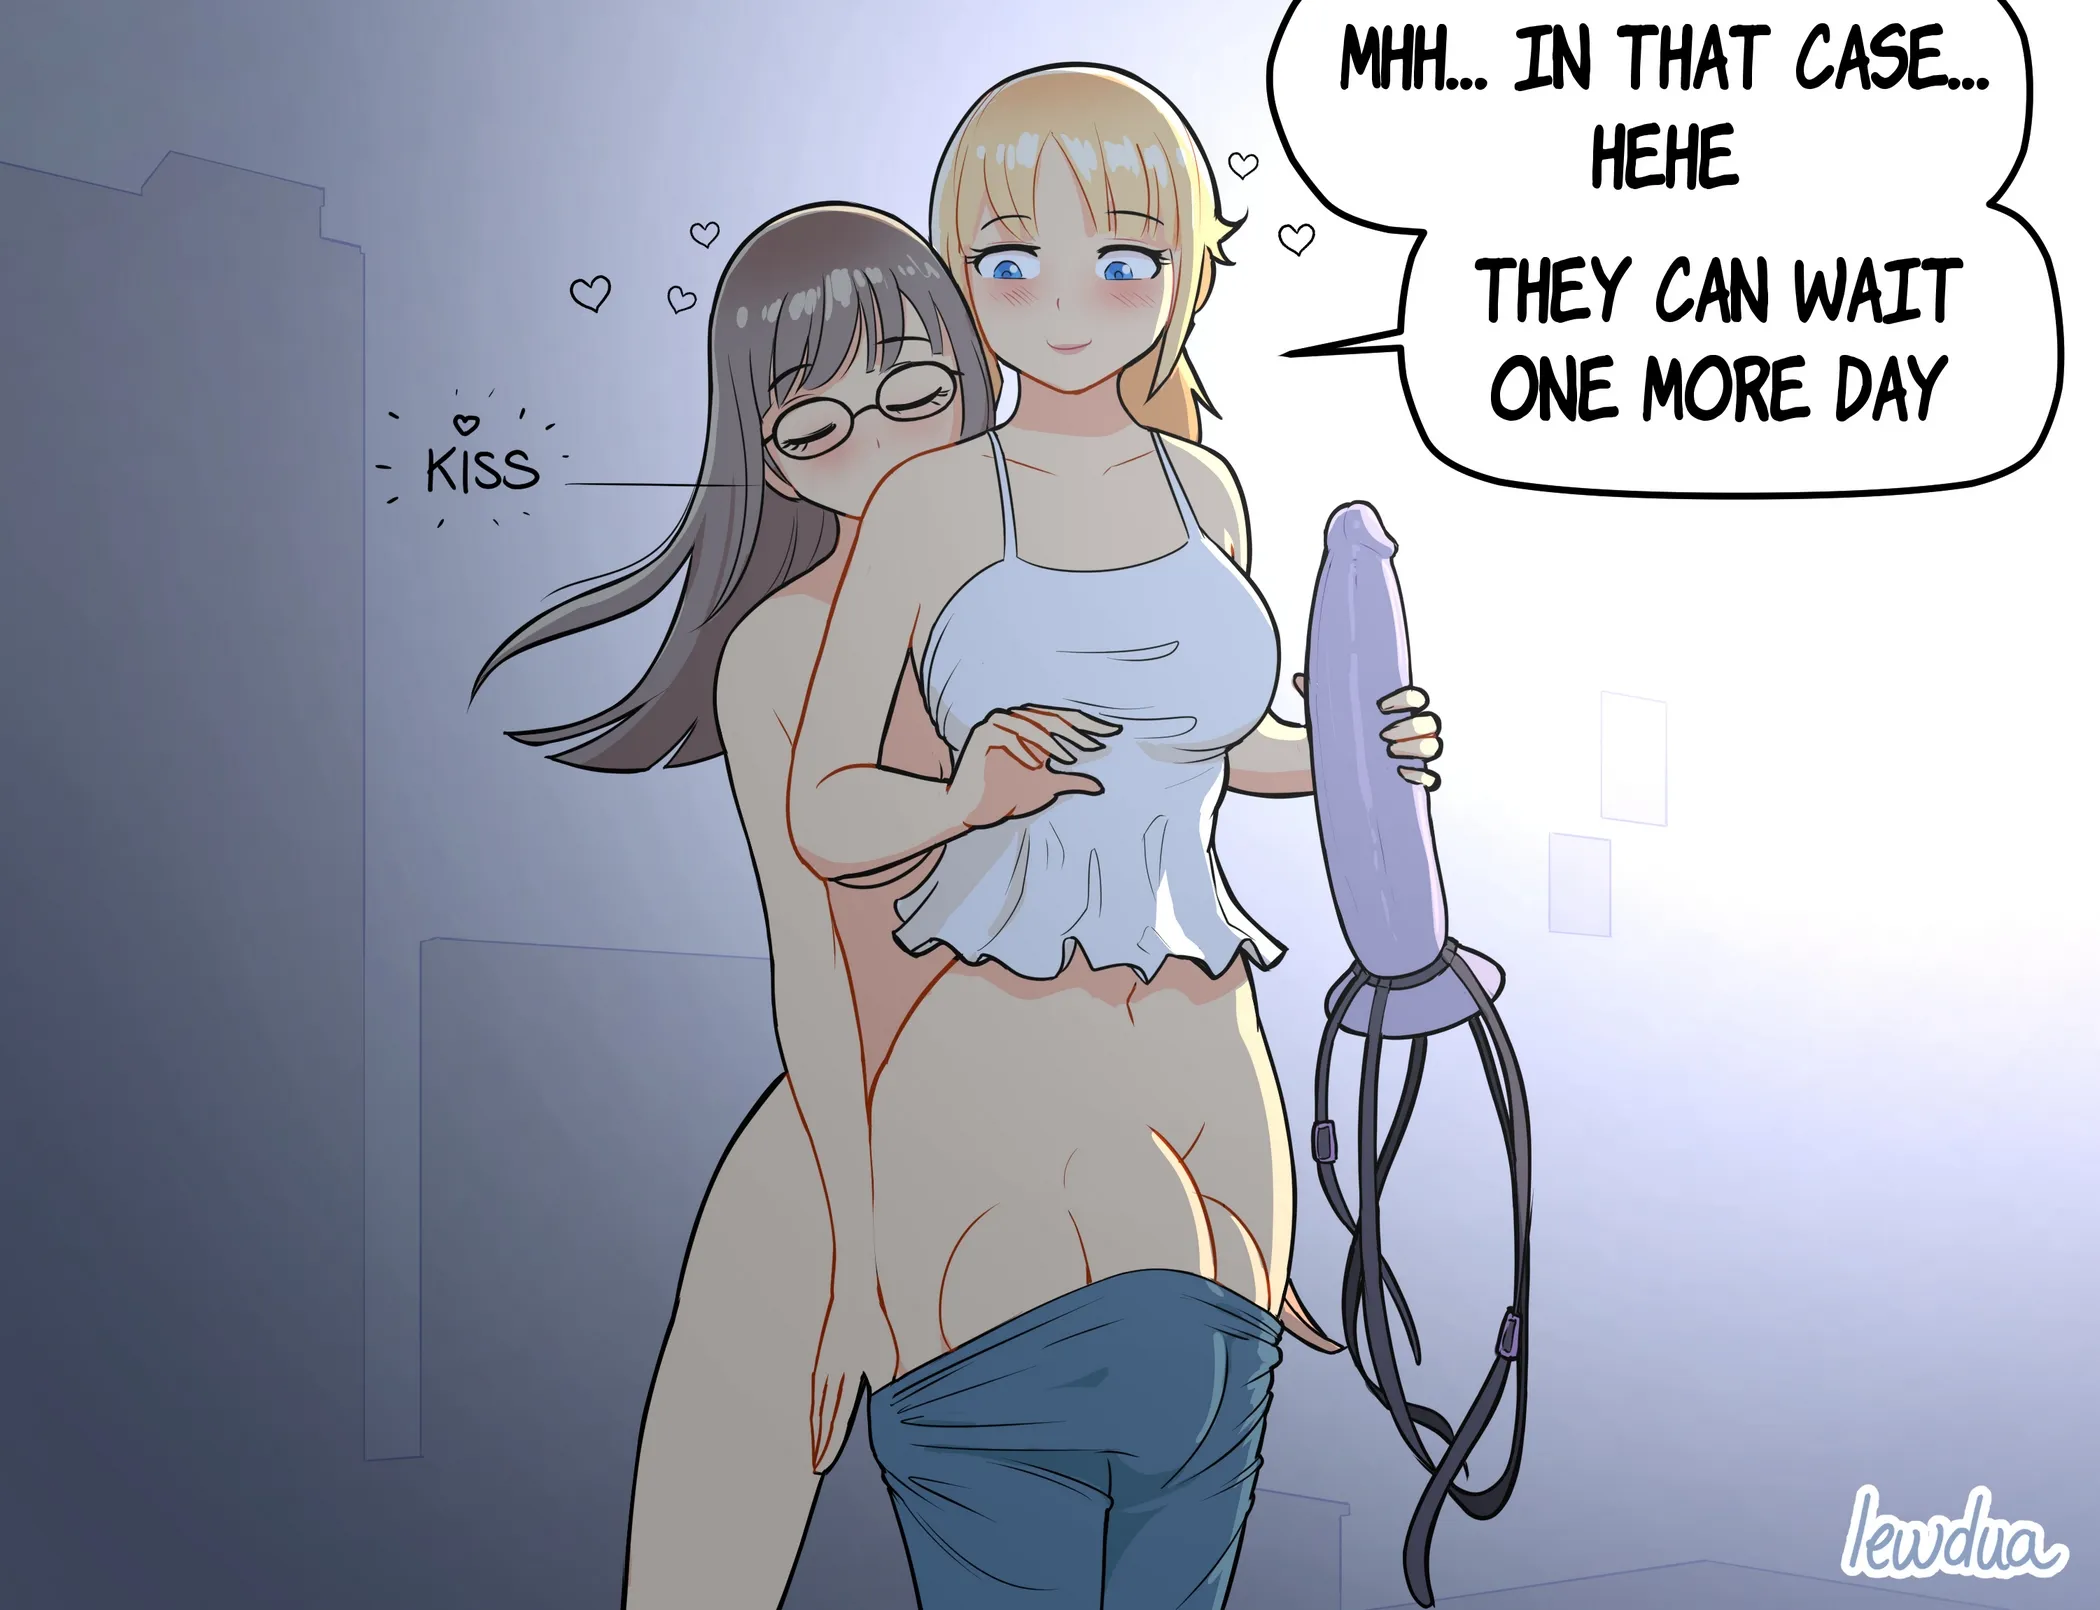 MHH... IN THAT CASE...
HEHE
THEY CAN WAIT
ONE MORE DAY
KISS
lewdua